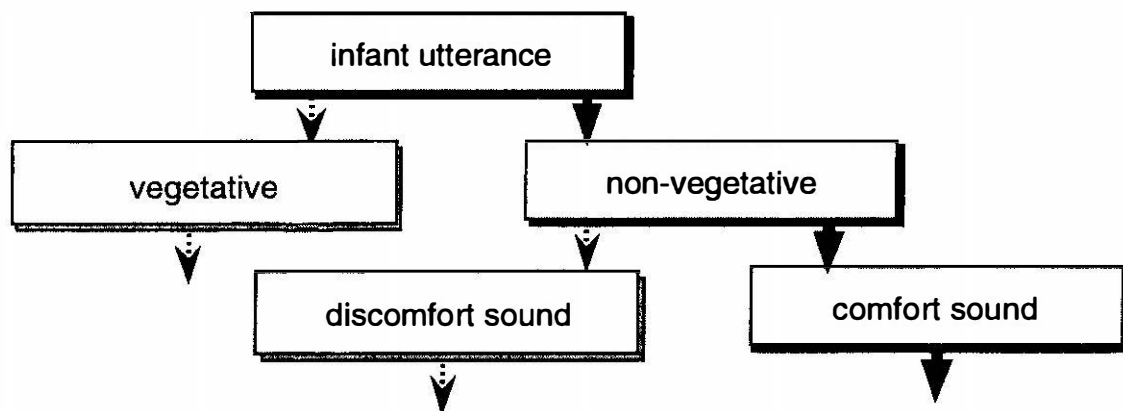 infant utterance
vegetative
non-vegetative
discomfort sound
comfort sound